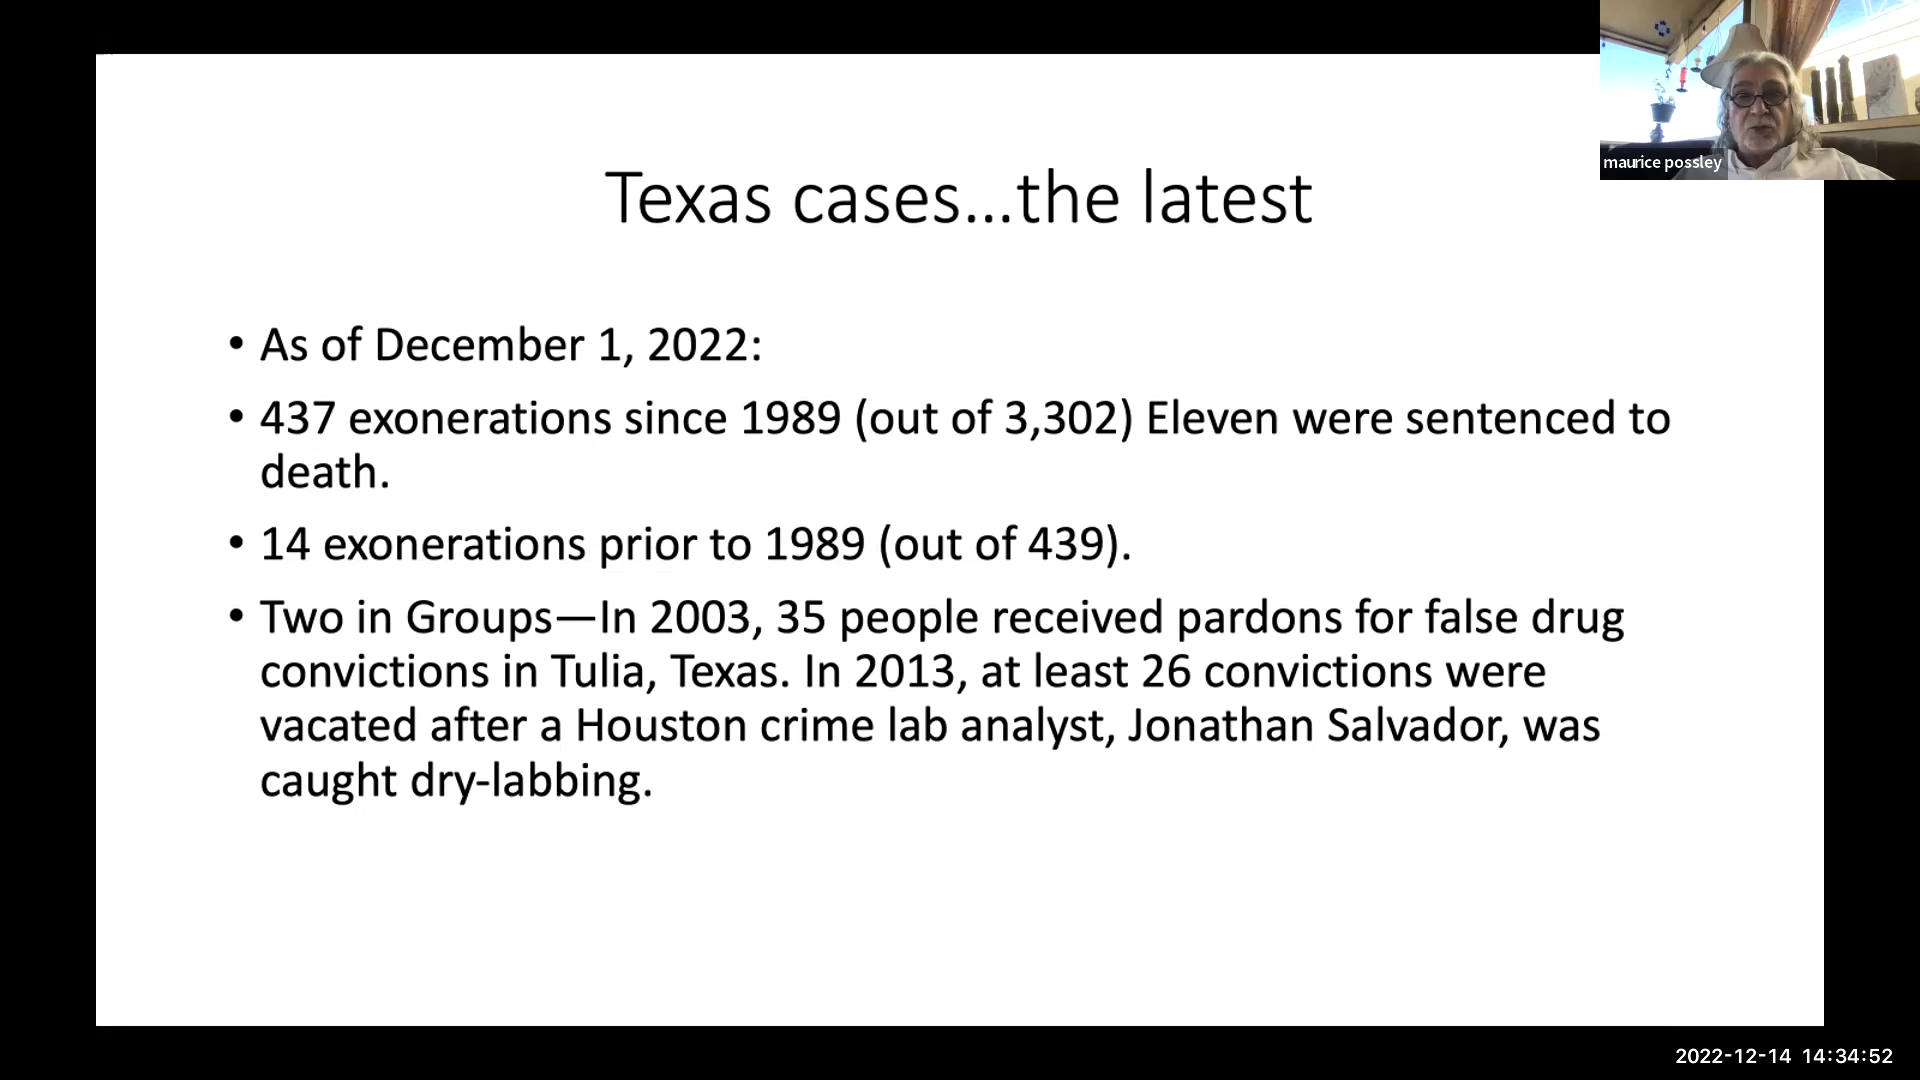 maurice possley
Texas cases...the latest
• As of December 1, 2022:
• 437 exonerations since 1989 (out of 3,302) Eleven were sentenced to
death.
• 14 exonerations prior to 1989 (out of 439).
• Two in Groups—In 2003, 35 people received pardons for false drug
convictions in Tulia, Texas. In 2013, at least 26 convictions were
vacated after a Houston crime lab analyst, Jonathan Salvador, was
caught dry-labbing.
2022-12-14 14:34:52